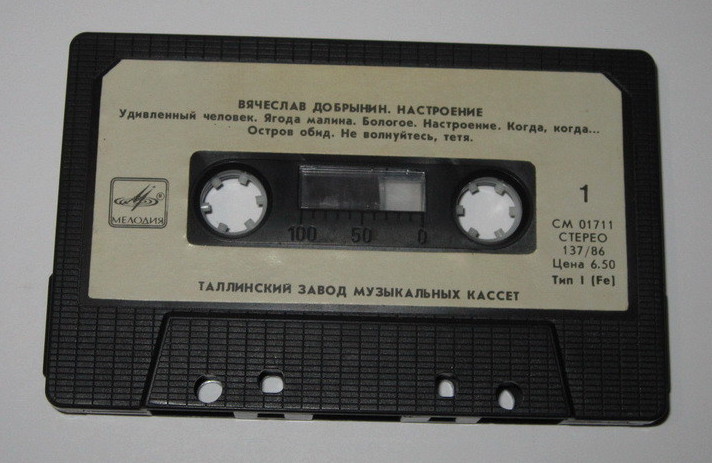 ВЯЧЕСЛАВ ДОБРЫНИН. НАСТРОЕНИЕ
Удивленный человек. Ягода малина. Бологое. Настроение. Когда, когда...
Остров обид. Не волнуйтесь, тетя.
МЕЛОДИЯ
®
100 50 0
1
СМ 01711
СТЕРЕО
137/86
Цена 6.50
Тип I (Fe)
ТАЛЛИНСКИЙ ЗАВОД МУЗЫКАЛЬНЫХ КАССЕТ